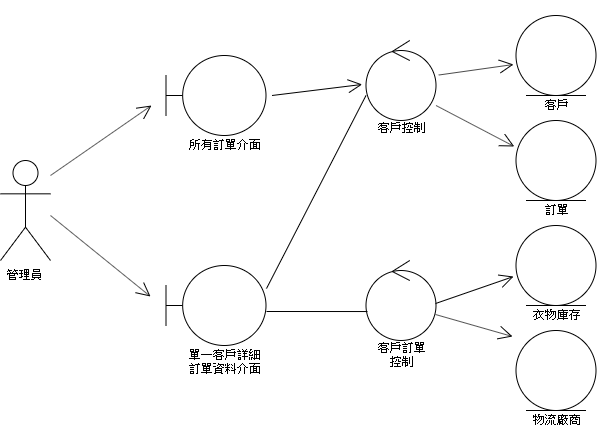 客戶
所有訂單介面
客戶控制
訂單
管理員
衣物庫存
單一客戶詳細
訂單資料介面
客戶訂單
控制
物流廠商